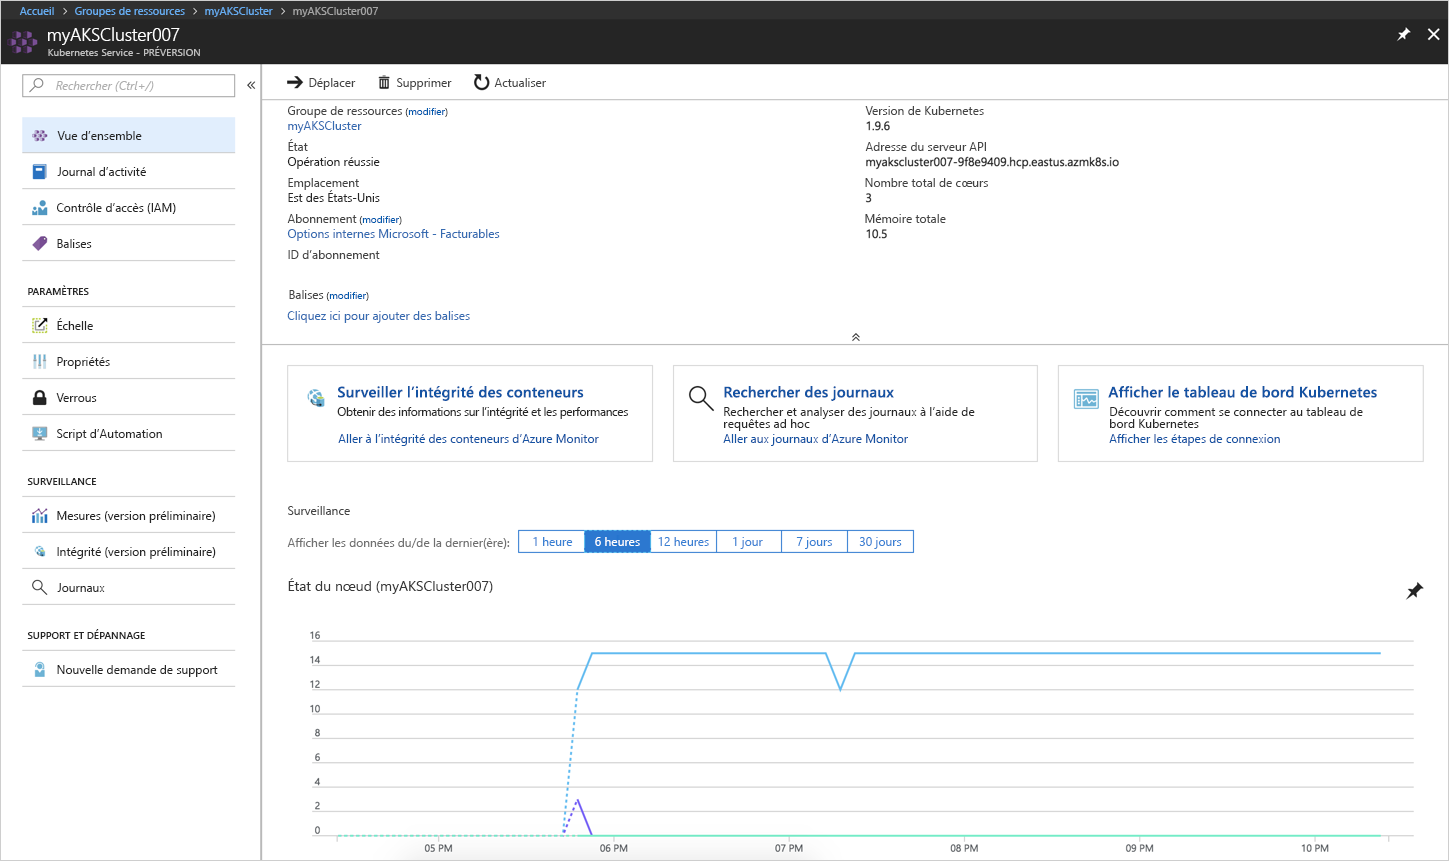 Accueil > Groupes de ressources > myAKSCluster > myAKSCluster007
myAKSCluster007
Kubernetes Service - PRÉVERSION
Rechercher (Ctrl+/)
«
Vue d'ensemble
Journal d'activité
Contrôle d'accès (IAM)
Balises
PARAMÈTRES
Échelle
Propriétés
Verrous
Script d'Automation
SURVEILLANCE
Mesures (version préliminaire)
Intégrité (version préliminaire)
Journaux
SUPPORT ET DÉPANNAGE
Nouvelle demande de support
Déplacer Supprimer Actualiser
Groupe de ressources (modifier)
myAKSCluster
État
Opération réussie
Emplacement
Est des États-Unis
Abonnement (modifier)
Options internes Microsoft - Facturables
ID d'abonnement
Version de Kubernetes
1.9.6
Adresse du serveur API
myakscluster007-9f8e9409.hcp.eastus.azmk8s.io
Nombre total de cœurs
3
Mémoire totale
10.5
Balises (modifier)
Cliquez ici pour ajouter des balises
Surveiller l'intégrité des conteneurs
Obtenir des informations sur l'intégrité et les performances
Aller à l'intégrité des conteneurs d'Azure Monitor
Rechercher des journaux
Rechercher et analyser des journaux à l'aide de
requêtes ad hoc
Aller aux journaux d'Azure Monitor
Afficher le tableau de bord Kubernetes
Découvrir comment se connecter au tableau de
bord Kubernetes
Afficher les étapes de connexion
Surveillance
Afficher les données du/de la dernier(ère): 1 heure 6 heures 12 heures 1 jour 7 jours 30 jours
État du nœud (myAKSCluster007)
16
14
12
10
8
6
4
2
0
05 PM 06 PM 07 PM 08 PM 09 PM 10 PM